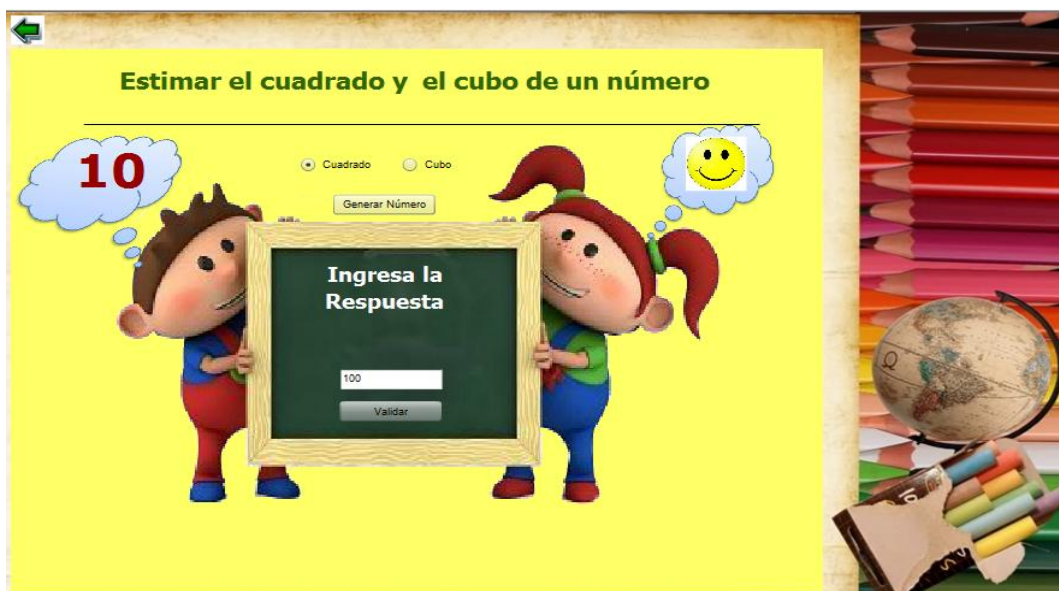 Estimar el cuadrado y el cubo de un número
10
Cuadrado
Cubo
Generar Número
Ingresa la
Respuesta
100
Validar